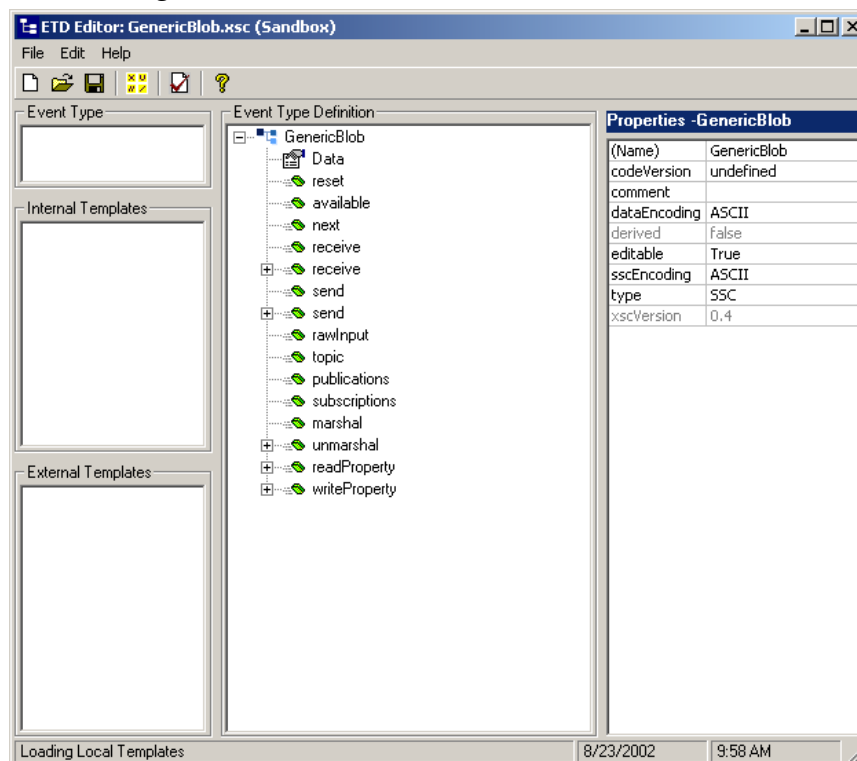 ETD Editor: GenericBlob.xsc (Sandbox)
File Edit Help
Event Type
Internal Templates
External Templates
Event Type Definition
GenericBlob
Data
reset
available
next
receive
receive
send
send
rawInput
topic
publications
subscriptions
marshal
unmarshal
readProperty
writeProperty
Properties -GenericBlob
(Name) GenericBlob
codeVersion undefined
comment
dataEncoding ASCII
derived false
editable True
sscEncoding ASCII
type SSC
xscVersion 0.4
Loading Local Templates 8/23/2002 9:58 AM